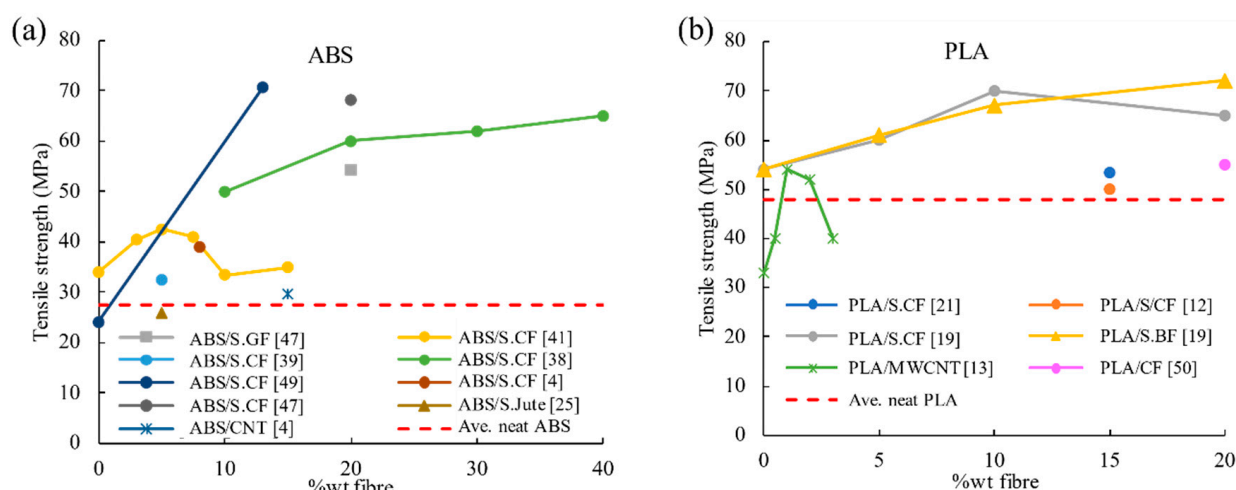 (a)
ABS
Tensile strength (MPa)
80
70
60
50
40
30
20
10
0
0 10 20 30 40
%wt fibre
ABS/S.GF [47]
ABS/S.CF [39]
ABS/S.CF [49]
ABS/S.CF [47]
ABS/CNT [4]
ABS/S.CF [41]
ABS/S.CF [38]
ABS/S.CF [4]
ABS/S.Jute [25]
Ave. neat ABS
(b)
PLA
Tensile strength (MPa)
80
70
60
50
40
30
20
10
0
0 5 10 15 20
%wt fibre
PLA/S.CF [21]
PLA/S.CF [19]
PLA/MWCNT [13]
Ave. neat PLA
PLA/S/CF [12]
PLA/S.BF [19]
PLA/CF [50]